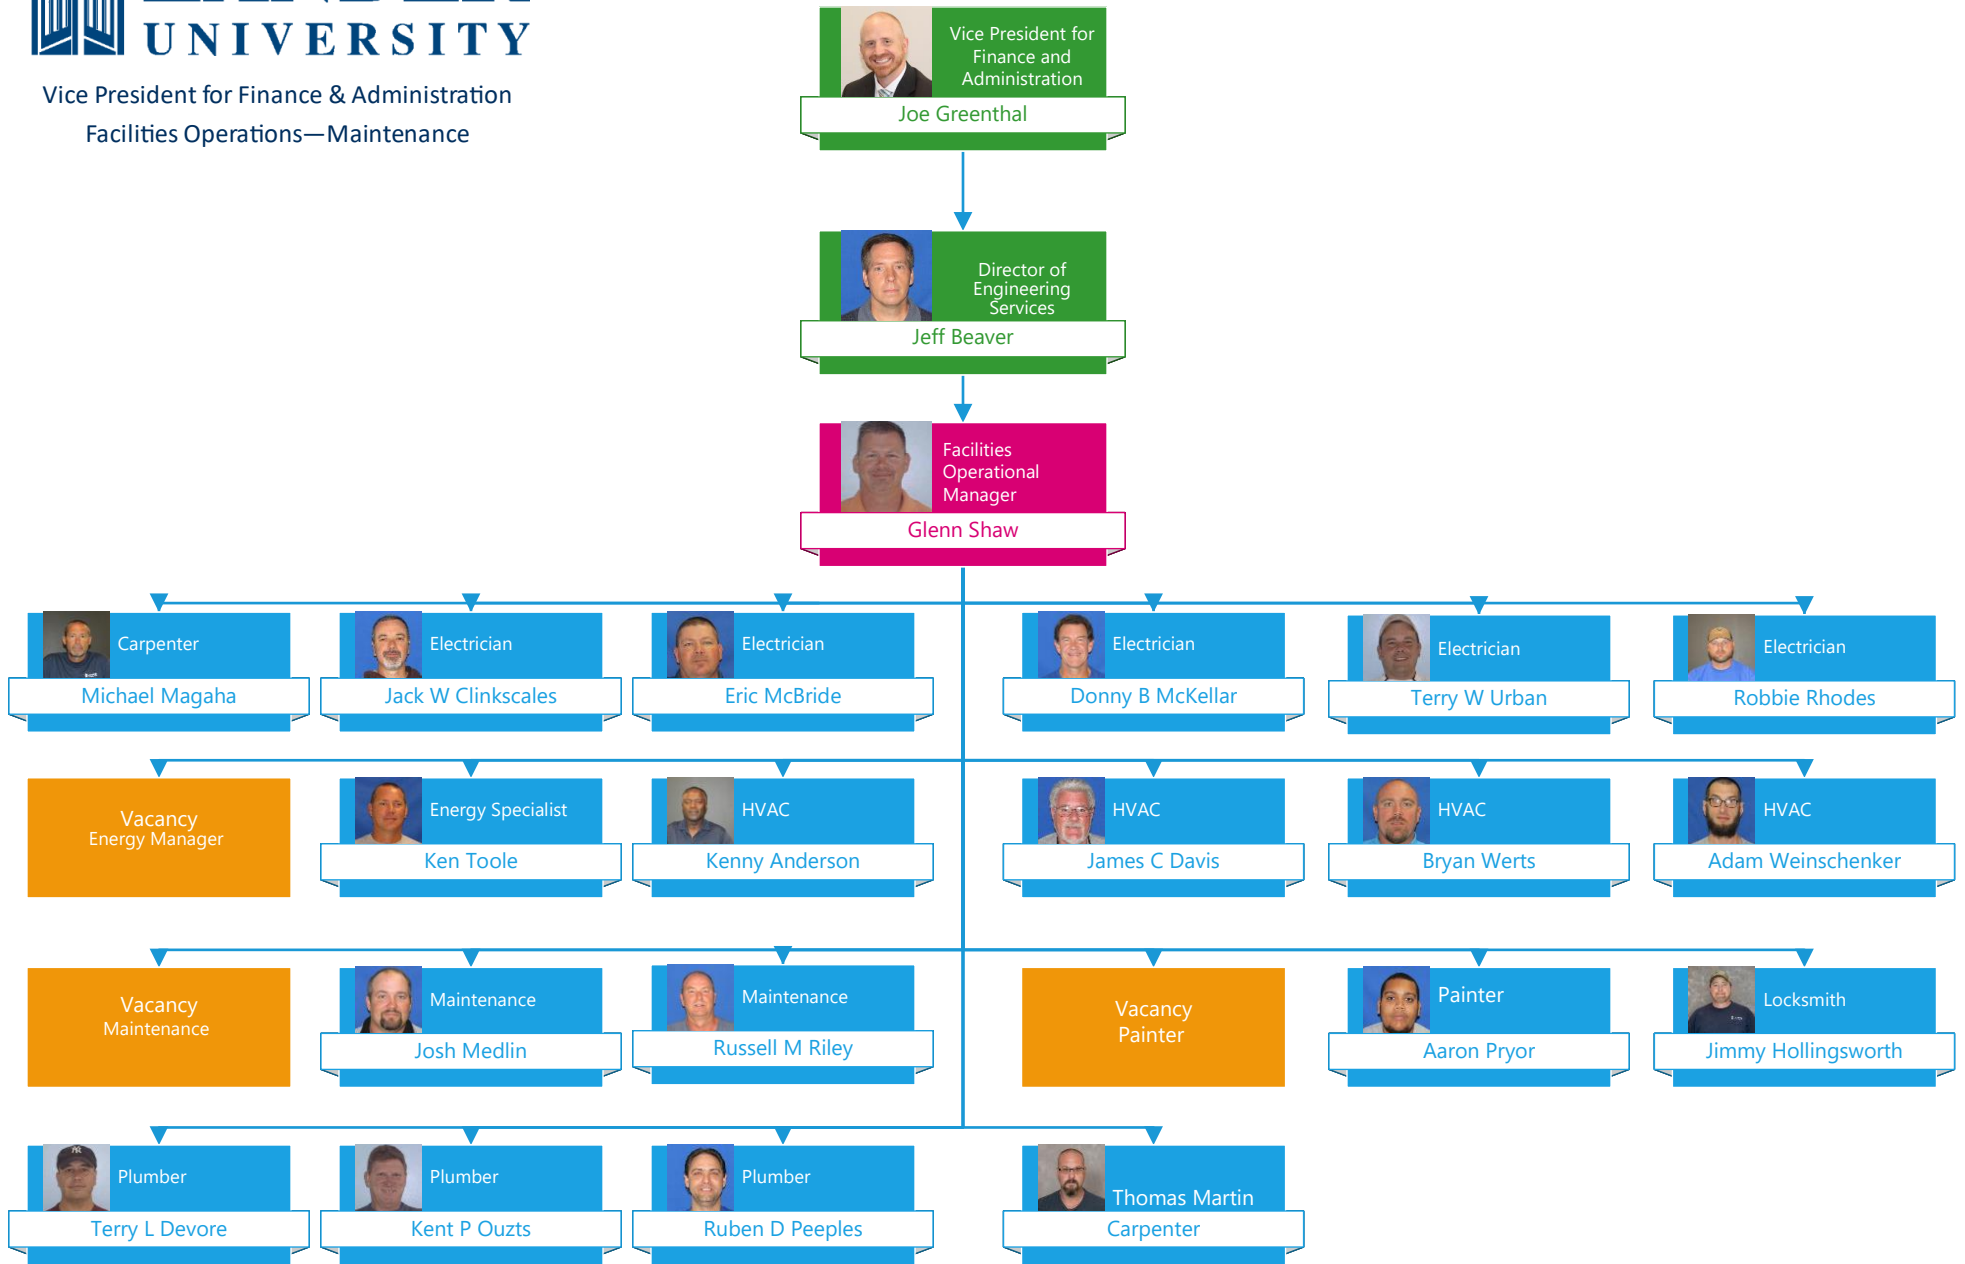 UNIVERSITY
Vice President for Finance & Administration
Facilities Operations—Maintenance
Vice President for
Finance and
Administration
Joe Greenthal
Director of
Engineering
Services
Jeff Beaver
Facilities
Operational
Manager
Glenn Shaw
Carpenter
Michael Magaha
Electrician
Jack W Clinkscales
Electrician
Eric McBride
Electrician
Donny B McKellar
Electrician
Terry W Urban
Electrician
Robbie Rhodes
Vacancy
Energy Manager
Energy Specialist
Ken Toole
HVAC
Kenny Anderson
HVAC
James C Davis
HVAC
Bryan Werts
HVAC
Adam Weinschenker
Vacancy
Maintenance
Maintenance
Josh Medlin
Maintenance
Russell M Riley
Vacancy
Painter
Painter
Aaron Pryor
Locksmith
Jimmy Hollingsworth
Plumber
Terry L Devore
Plumber
Kent P Ouzts
Plumber
Ruben D Peeples
Thomas Martin
Carpenter